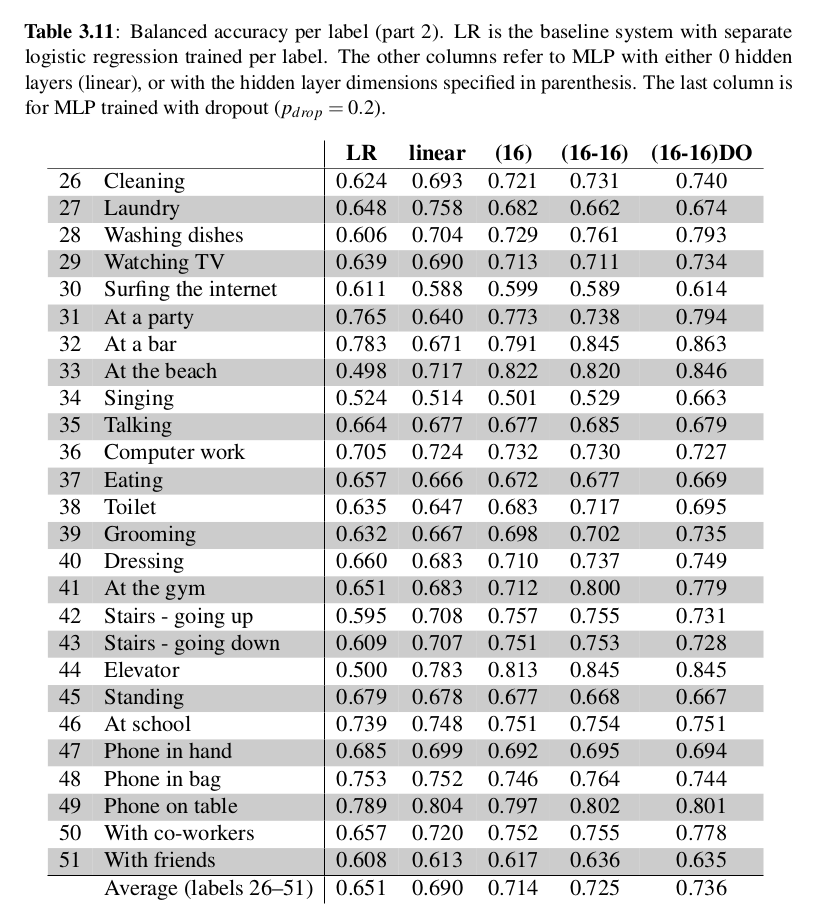 Table 3.11: Balanced accuracy per label (part 2). LR is the baseline system with separate
logistic regression trained per label. The other columns refer to MLP with either 0 hidden
layers (linear), or with the hidden layer dimensions specified in parenthesis. The last column is
for MLP trained with dropout (p_drop = 0.2).
LR linear (16) (16-16) (16-16)DO
26 Cleaning 0.624 0.693 0.721 0.731 0.740
27 Laundry 0.648 0.758 0.682 0.662 0.674
28 Washing dishes 0.606 0.704 0.729 0.761 0.793
29 Watching TV 0.639 0.690 0.713 0.711 0.734
30 Surfing the internet 0.611 0.588 0.599 0.589 0.614
31 At a party 0.765 0.640 0.773 0.738 0.794
32 At a bar 0.783 0.671 0.791 0.845 0.863
33 At the beach 0.498 0.717 0.822 0.820 0.846
34 Singing 0.524 0.514 0.501 0.529 0.663
35 Talking 0.664 0.677 0.677 0.685 0.679
36 Computer work 0.705 0.724 0.732 0.730 0.727
37 Eating 0.657 0.666 0.672 0.677 0.669
38 Toilet 0.635 0.647 0.683 0.717 0.695
39 Grooming 0.632 0.667 0.698 0.702 0.735
40 Dressing 0.660 0.683 0.710 0.737 0.749
41 At the gym 0.651 0.683 0.712 0.800 0.779
42 Stairs - going up 0.595 0.708 0.757 0.755 0.731
43 Stairs - going down 0.609 0.707 0.751 0.753 0.728
44 Elevator 0.500 0.783 0.813 0.845 0.845
45 Standing 0.679 0.678 0.677 0.668 0.667
46 At school 0.739 0.748 0.751 0.754 0.751
47 Phone in hand 0.685 0.699 0.692 0.695 0.694
48 Phone in bag 0.753 0.752 0.746 0.764 0.744
49 Phone on table 0.789 0.804 0.797 0.802 0.801
50 With co-workers 0.657 0.720 0.752 0.755 0.778
51 With friends 0.608 0.613 0.617 0.636 0.635
Average (labels 26–51) 0.651 0.690 0.714 0.725 0.736